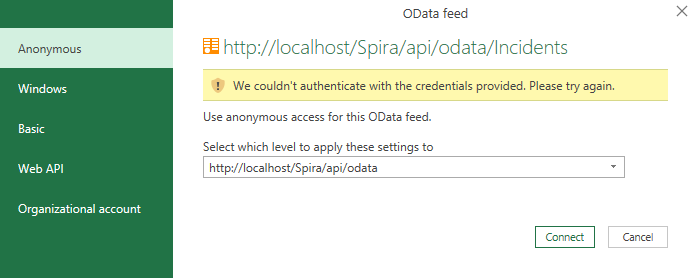 OData feed
Anonymous
Windows
Basic
Web API
Organizational account
http://localhost/Spira/api/odata/Incidents
We couldn't authenticate with the credentials provided. Please try again.
Use anonymous access for this OData feed.
Select which level to apply these settings to
http://localhost/Spira/api/odata
Connect
Cancel